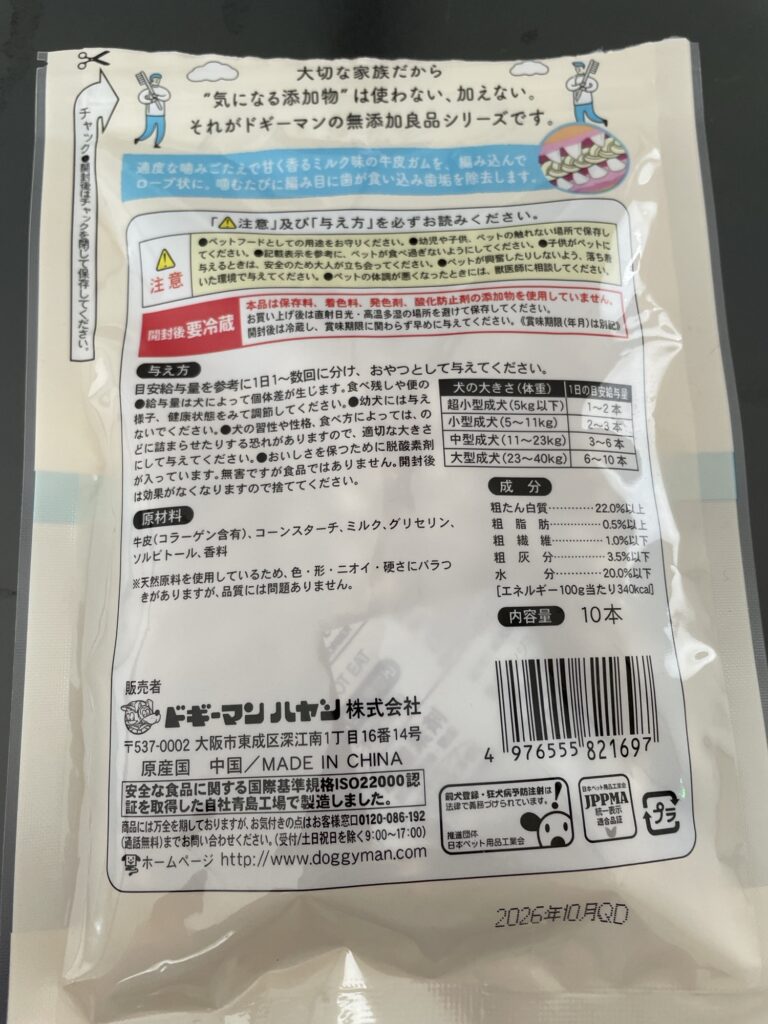 大切な家族だから
"気になる添加物"は使わない、加えない。
それがドギーマンの無添加良品シリーズです。
チャック●開封後はチャックを閉じて保存してください。
適度な噛みごたえで甘く香るミルク味の牛皮ガムを、編み込んで
ロープ状に。噛むたびに編み目に歯が食い込み歯垢を除去します。
「⚠注意」及び「与え方」を必ずお読みください。
注意
●ペットフードとしての用途をお守りください。●幼児や子供、ペットの触れない場所で保存し
てください。●記載表示を参考に、ペットが食べ過ぎないようにしてください。●子供がペットに
与えるときは、安全のため大人が立ち会ってください。●ペットが興奮したりしないよう、落ち着
いた環境で与えてください。●ペットの体調が悪くなったときには、獣医師に相談してください。
開封後要冷蔵
本品は保存料、着色料、発色剤、酸化防止剤の添加物を使用していません。
お買い上げ後は直射日光・高温多湿の場所を避けて保存してください。
開封後は冷蔵し、賞味期限に関わらず早めに与えてください。《賞味期限(年月)は別記》
与え方
目安給与量を参考に1日1〜数回に分け、おやつとして与えてください。
●給与量は犬によって個体差が生じます。食べ残しや便の
様子、健康状態をみて調節してください。●幼犬には与え
ないでください。●犬の習性や性格、食べ方によっては、の
どに詰まらせたりする恐れがありますので、適切な大きさ
にして与えてください。●おいしさを保つために脱酸素剤
が入っています。無害ですが食品ではありません。開封後
は効果がなくなりますので捨ててください。
犬の大きさ(体重) 1日の目安給与量
超小型成犬(5kg以下) 1〜2本
小型成犬(5〜11kg) 2〜3本
中型成犬(11〜23kg) 3〜6本
大型成犬(23〜40kg) 6〜10本
原材料
牛皮(コラーゲン含有)、コーンスターチ、ミルク、グリセリン、
ソルビトール、香料
※天然原料を使用しているため、色・形・ニオイ・硬さにバラつ
きがありますが、品質には問題ありません。
成分
粗たん白質………22.0%以上
粗脂肪………0.5%以上
粗繊維………1.0%以下
粗灰分………3.5%以下
水分………20.0%以下
[エネルギー100g当たり340kcal]
内容量 10本
販売者
ドギーマンハヤシ株式会社
〒537-0002 大阪市東成区深江南1丁目16番14号
原産国 中国/MADE IN CHINA
安全な食品に関する国際基準規格ISO22000認
証を取得した自社青島工場で製造しました。
商品には万全を期しておりますが、お気付きの点はお客様窓口0120-086-192
(通話無料)までお問い合わせください。(受付/土日祝日を除く9:00〜17:00)
ホームページ http://www.doggyman.com
4 976555 821697
飼犬登録・狂犬病予防注射は
法律で義務づけられています。
推進団体
日本ペット用品工業会
日本ペット用品工業会
JPPMA
統一表示
適合品証
プラ
2026年10月QD